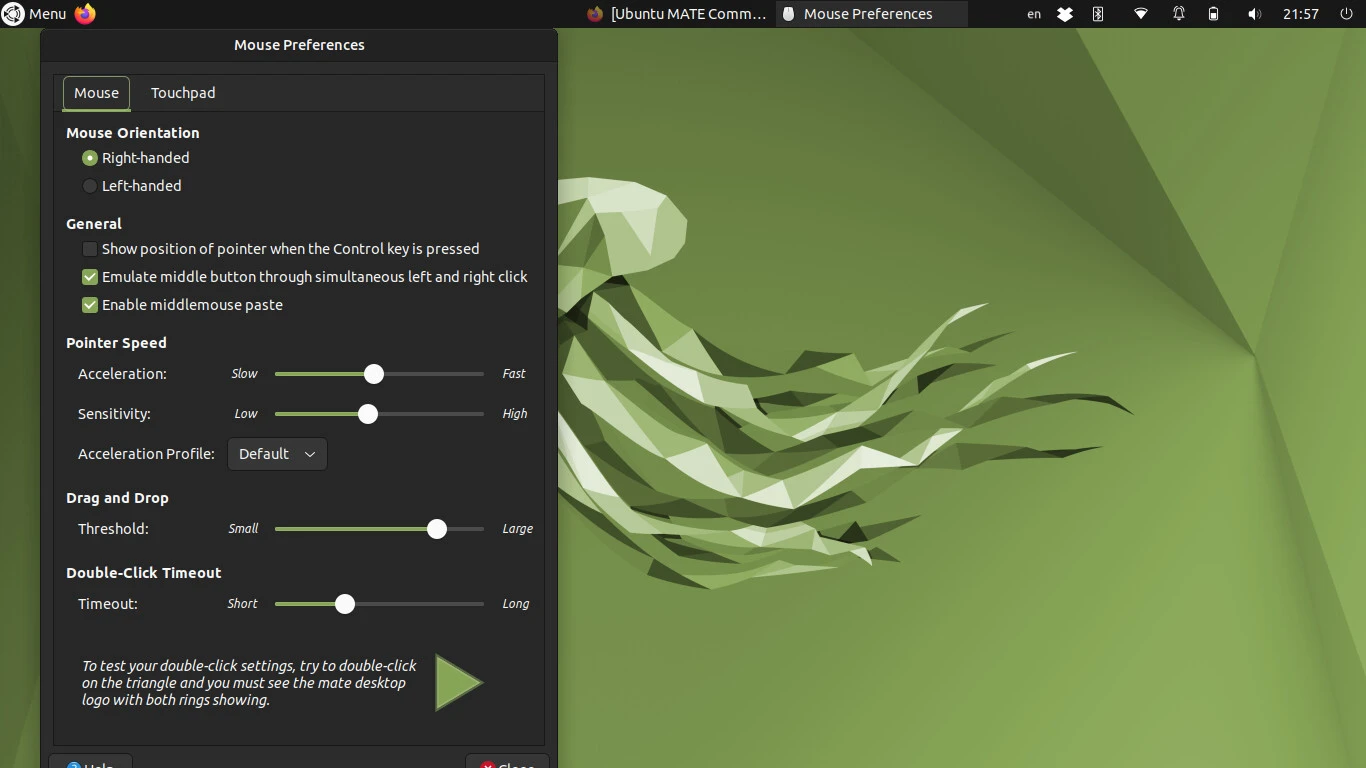 Menu
[Ubuntu MATE Comm...
Mouse Preferences
en
21:57
Mouse Preferences
Mouse
Touchpad
Mouse Orientation
Right-handed
Left-handed
General
Show position of pointer when the Control key is pressed
Emulate middle button through simultaneous left and right click
Enable middlemouse paste
Pointer Speed
Acceleration: Slow Fast
Sensitivity: Low High
Acceleration Profile: Default
Drag and Drop
Threshold: Small Large
Double-Click Timeout
Timeout: Short Long
To test your double-click settings, try to double-click
on the triangle and you must see the mate desktop
logo with both rings showing.
Help
Close